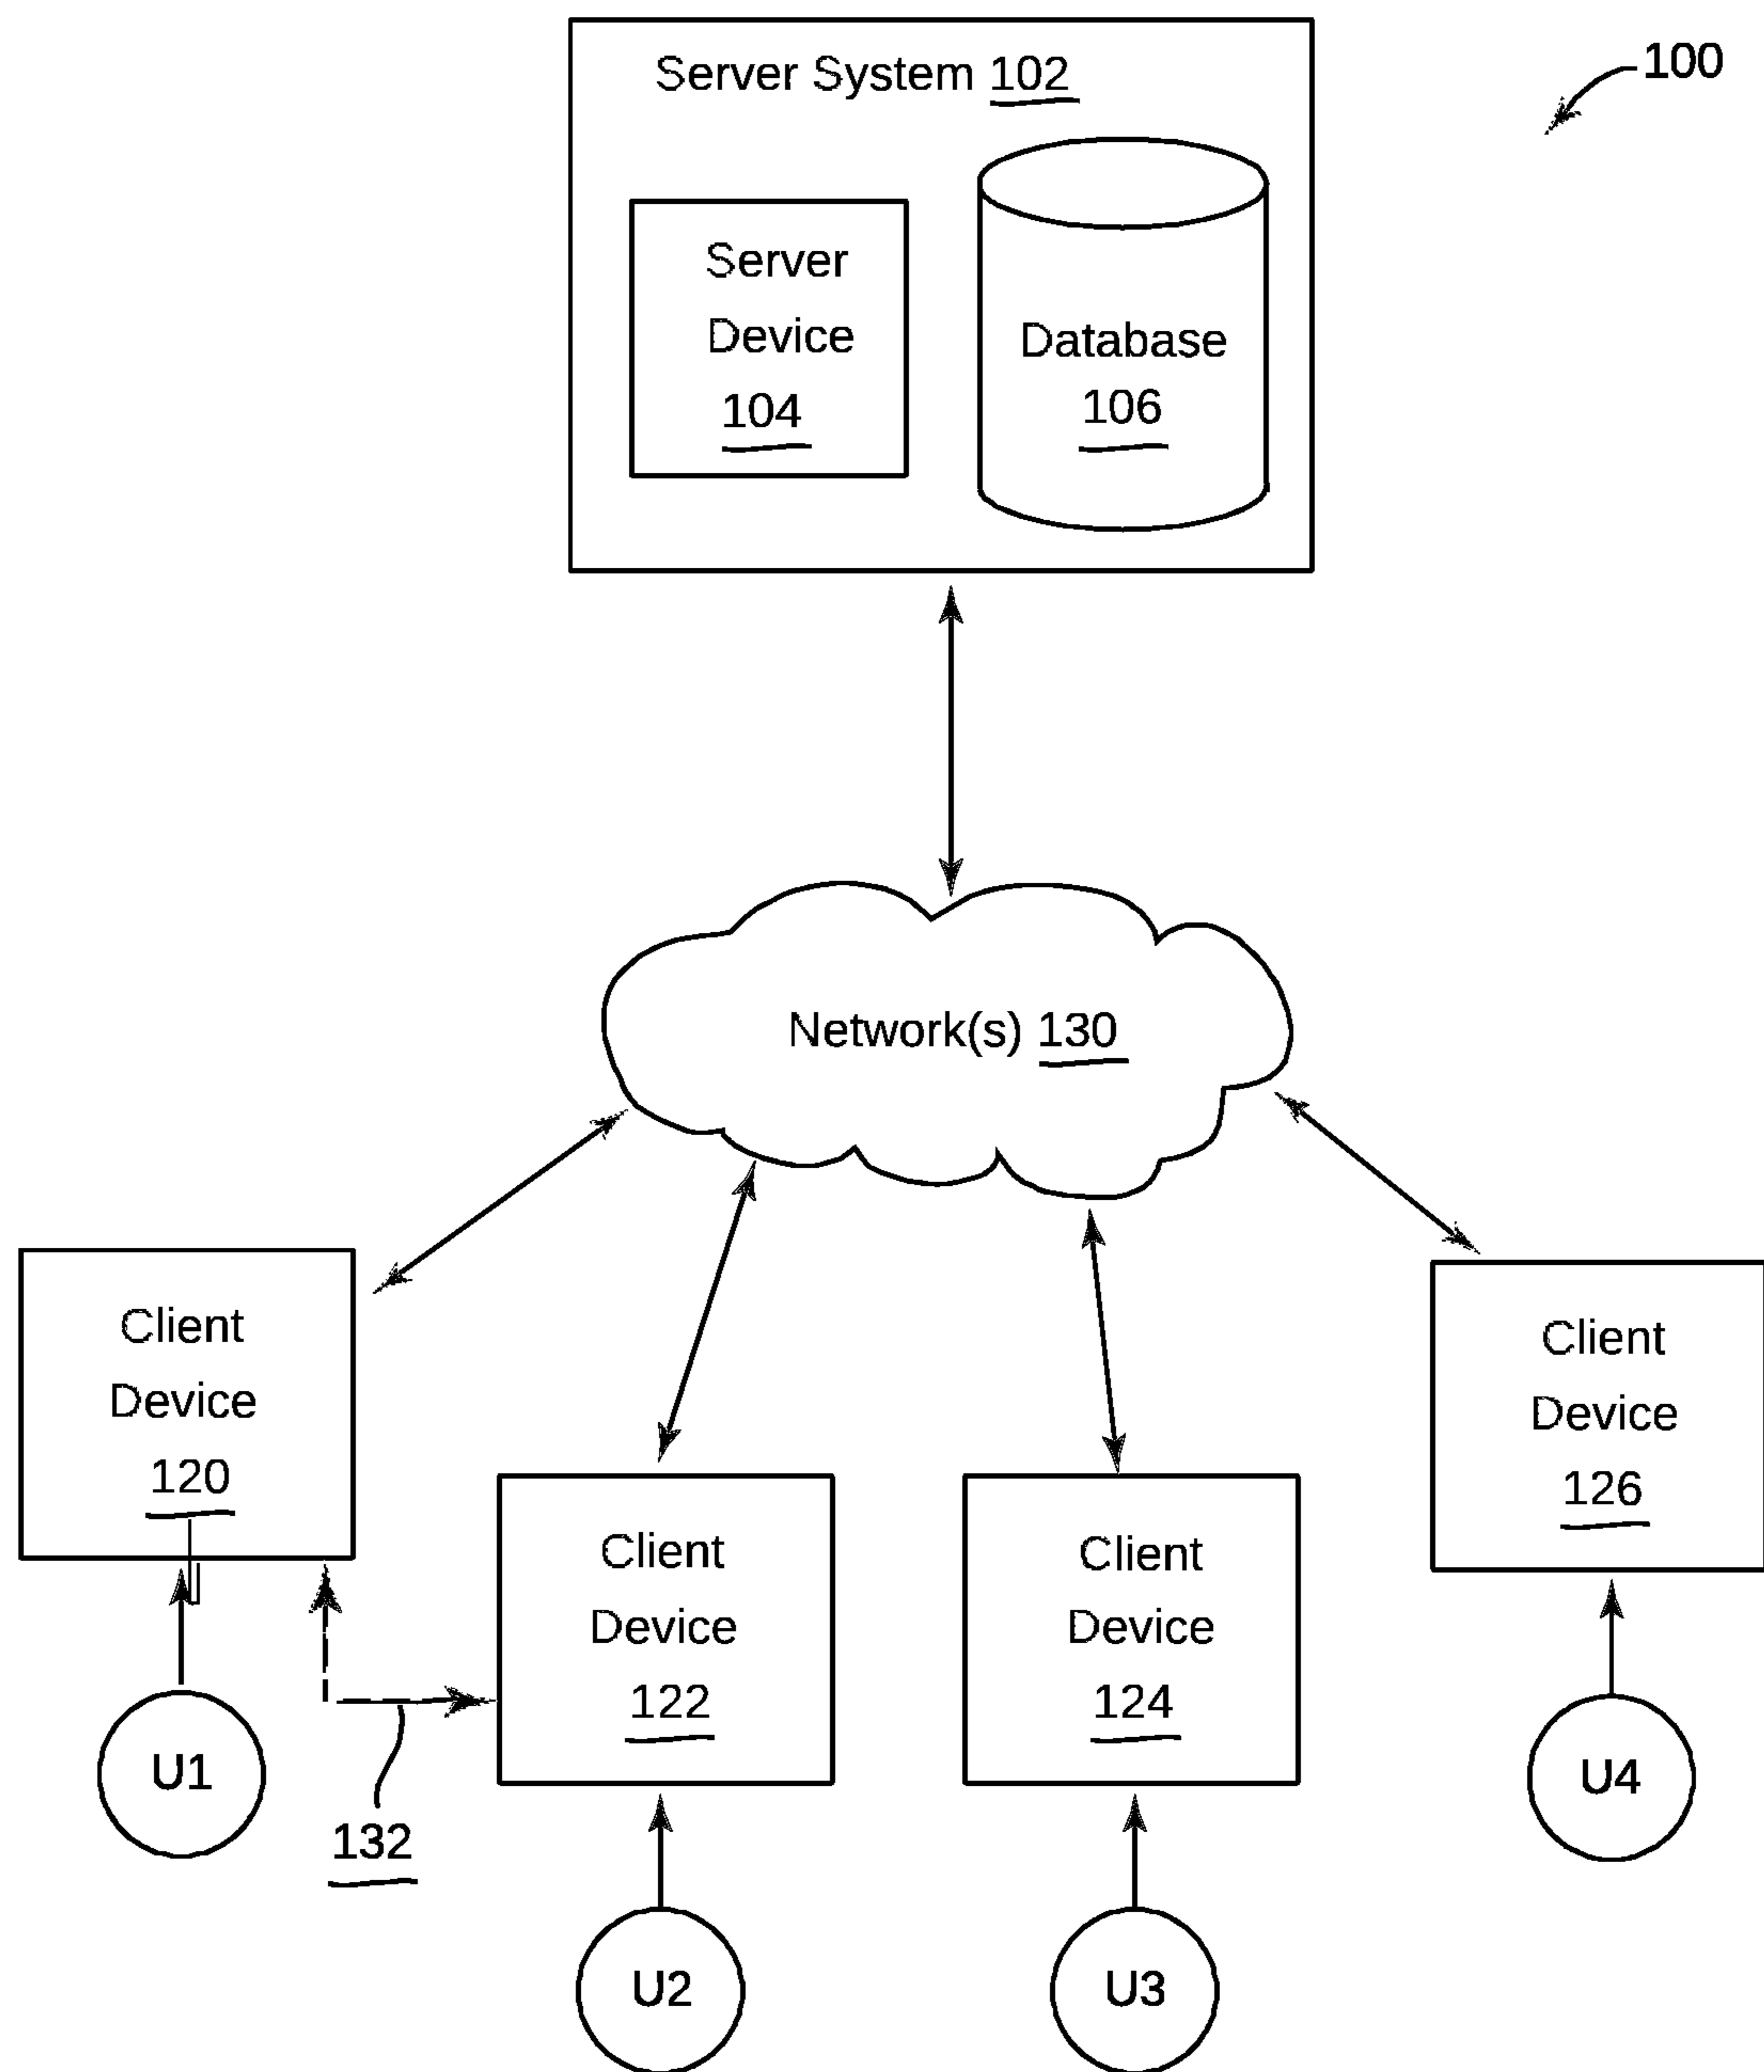 Server System 102
100
Server
Device
104
Database
106
Network(s) 130
Client
Device
120
Client
Device
126
Client
Device
122
Client
Device
124
U1
132
U4
U2
U3